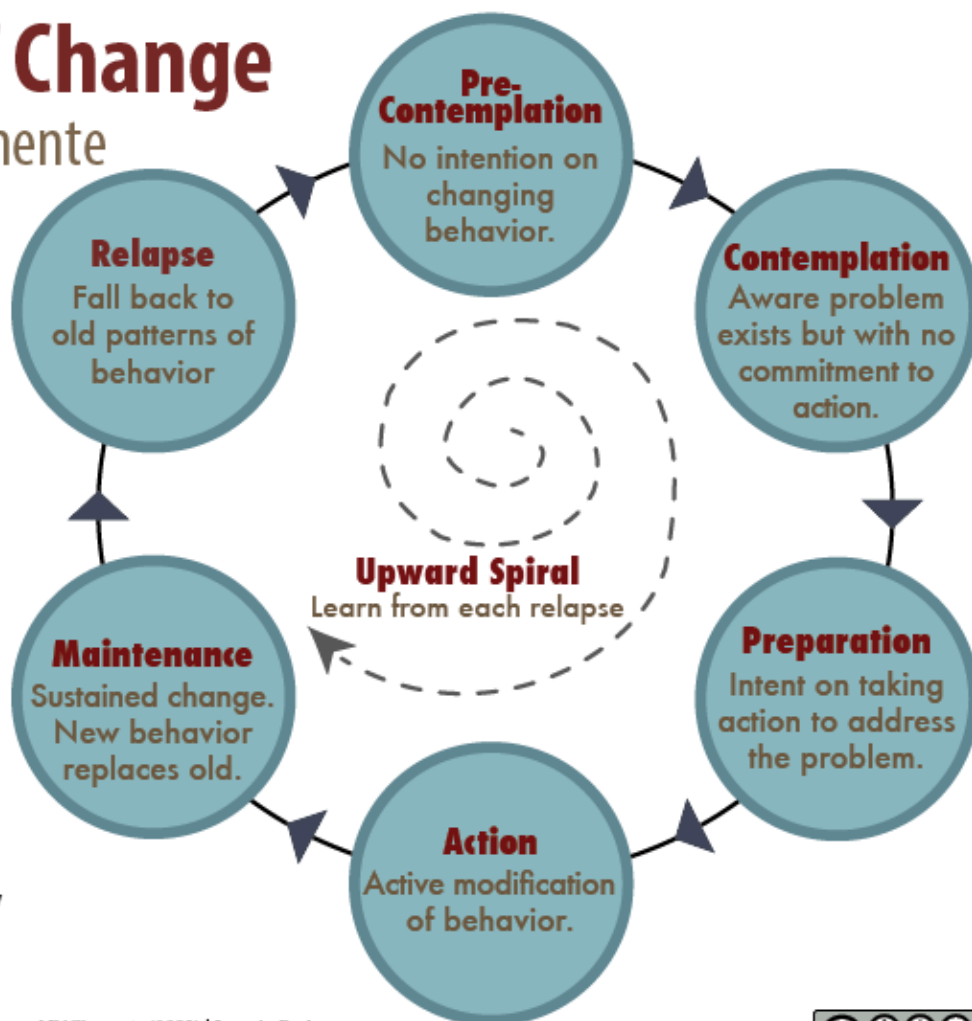 Change
Pre-
Contemplation
No intention on
changing
behavior.
Contemplation
Aware problem
exists but with no
commitment to
action.
Preparation
Intent on taking
action to address
the problem.
Action
Active modification
of behavior.
Maintenance
Sustained change.
New behavior
replaces old.
Relapse
Fall back to
old patterns of
behavior
Upward Spiral
Learn from each relapse